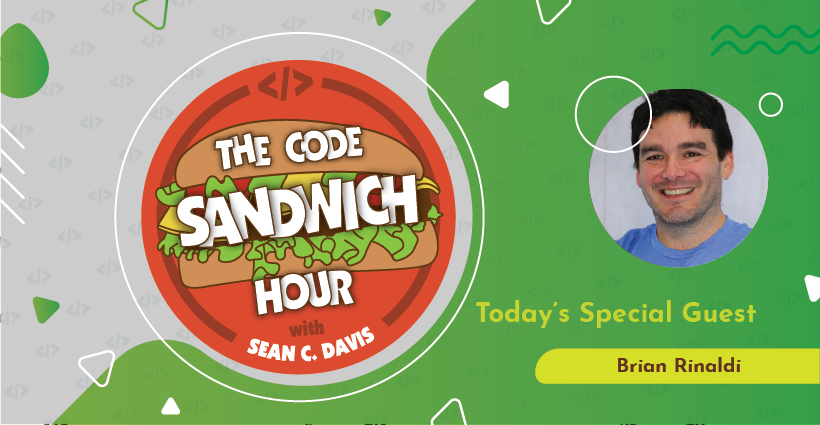 </>
THE CODE
SANDWICH
HOUR
with
SEAN C. DAVIS
Today's Special Guest
Brian Rinaldi